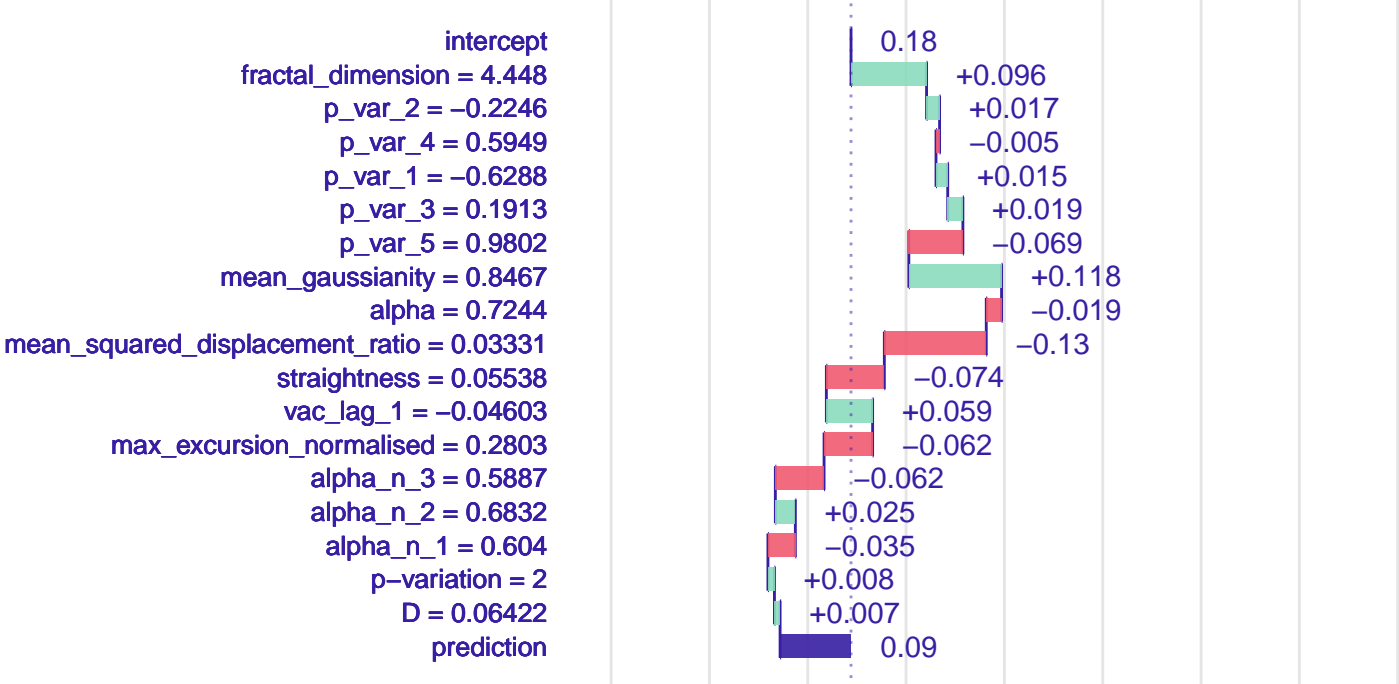 intercept 0.18
fractal_dimension = 4.448 +0.096
p_var_2 = −0.2246 +0.017
p_var_4 = 0.5949 −0.005
p_var_1 = −0.6288 +0.015
p_var_3 = 0.1913 +0.019
p_var_5 = 0.9802 −0.069
mean_gaussianity = 0.8467 +0.118
alpha = 0.7244 −0.019
mean_squared_displacement_ratio = 0.03331 −0.13
straightness = 0.05538 −0.074
vac_lag_1 = −0.04603 +0.059
max_excursion_normalised = 0.2803 −0.062
alpha_n_3 = 0.5887 −0.062
alpha_n_2 = 0.6832 +0.025
alpha_n_1 = 0.604 −0.035
p−variation = 2 +0.008
D = 0.06422 +0.007
prediction 0.09